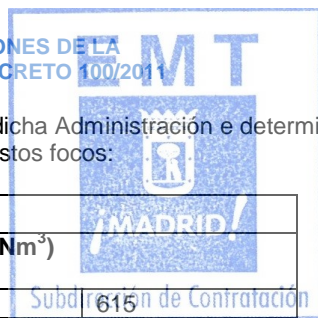 ONES DE LA
CRETO 100/2011
EMT
dicha Administración e determi
stos focos:
¡MADRID!
Nm³)
615
Subdirección de Contratación